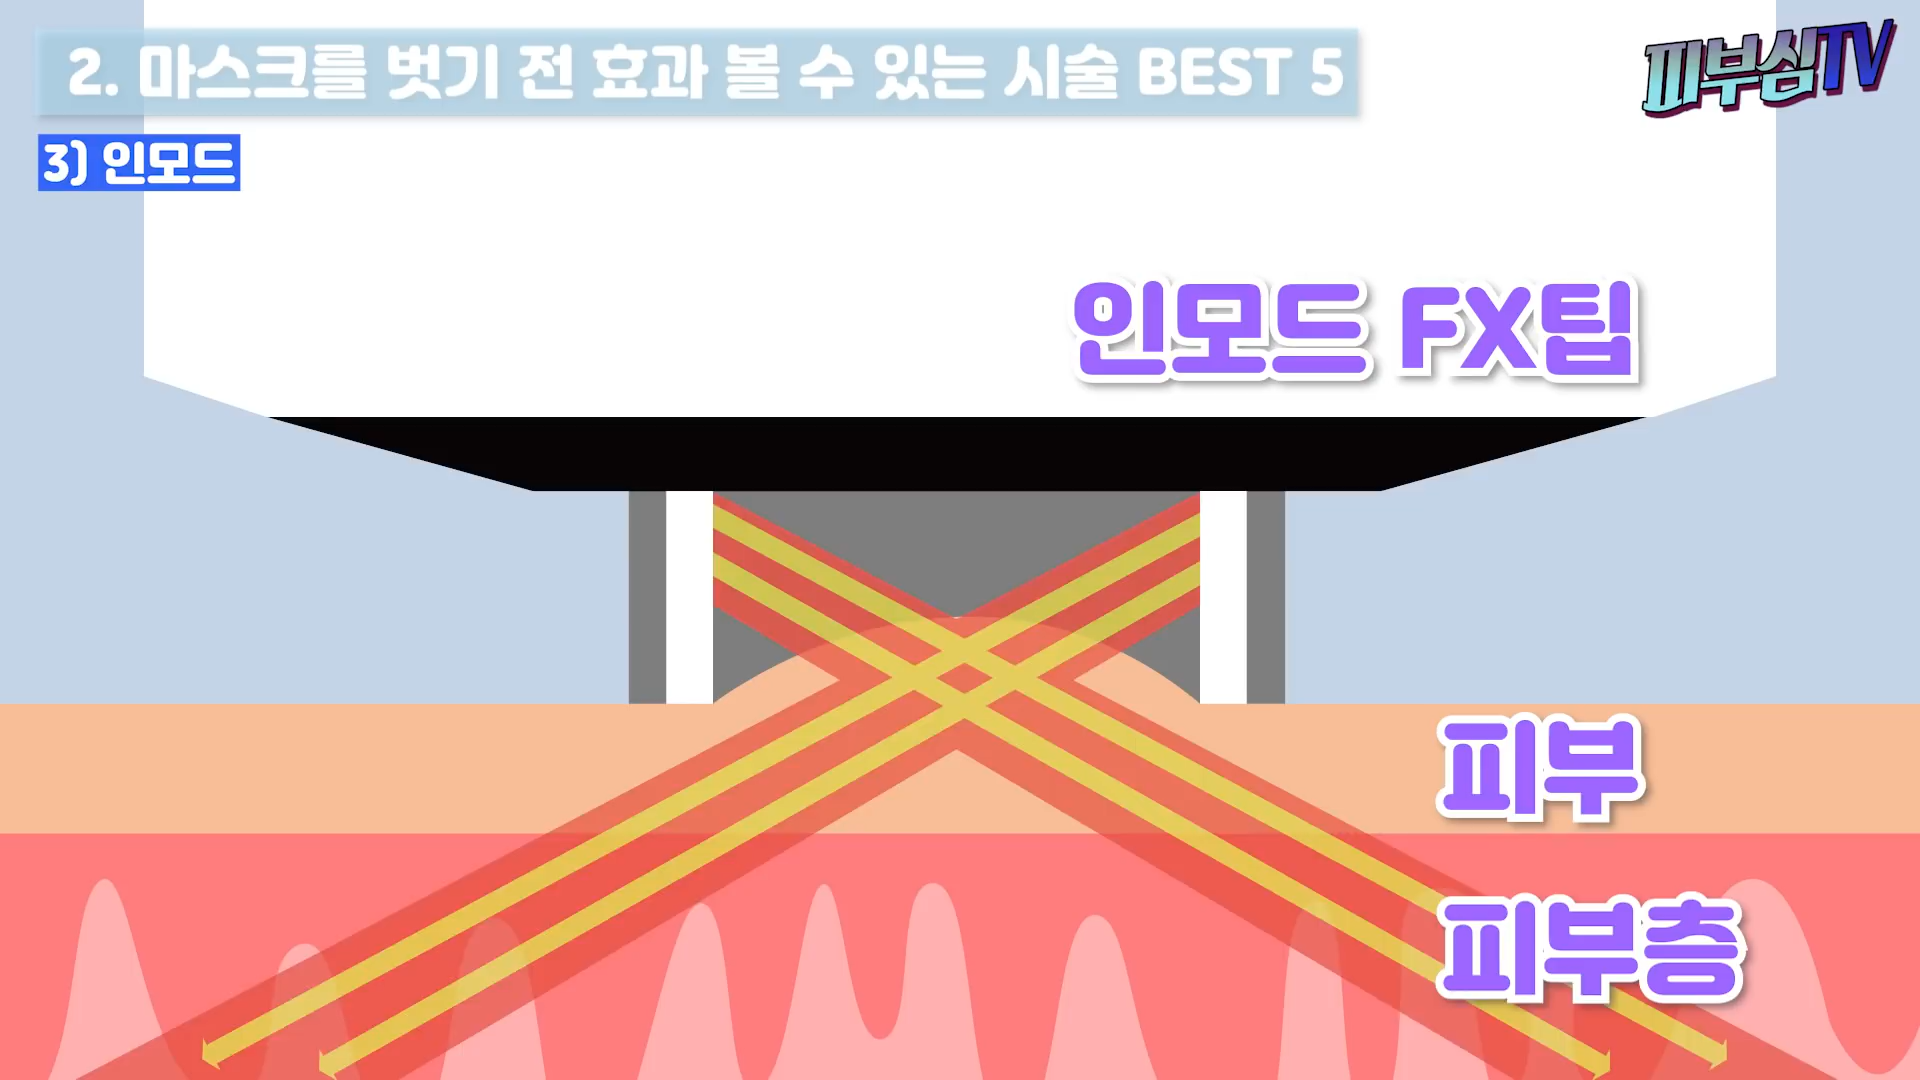 2. 마스크를 벗기 전 효과 볼 수 있는 시술 BEST 5
피부심TV
3) 인모드
인모드 FX팁
피부
피부층